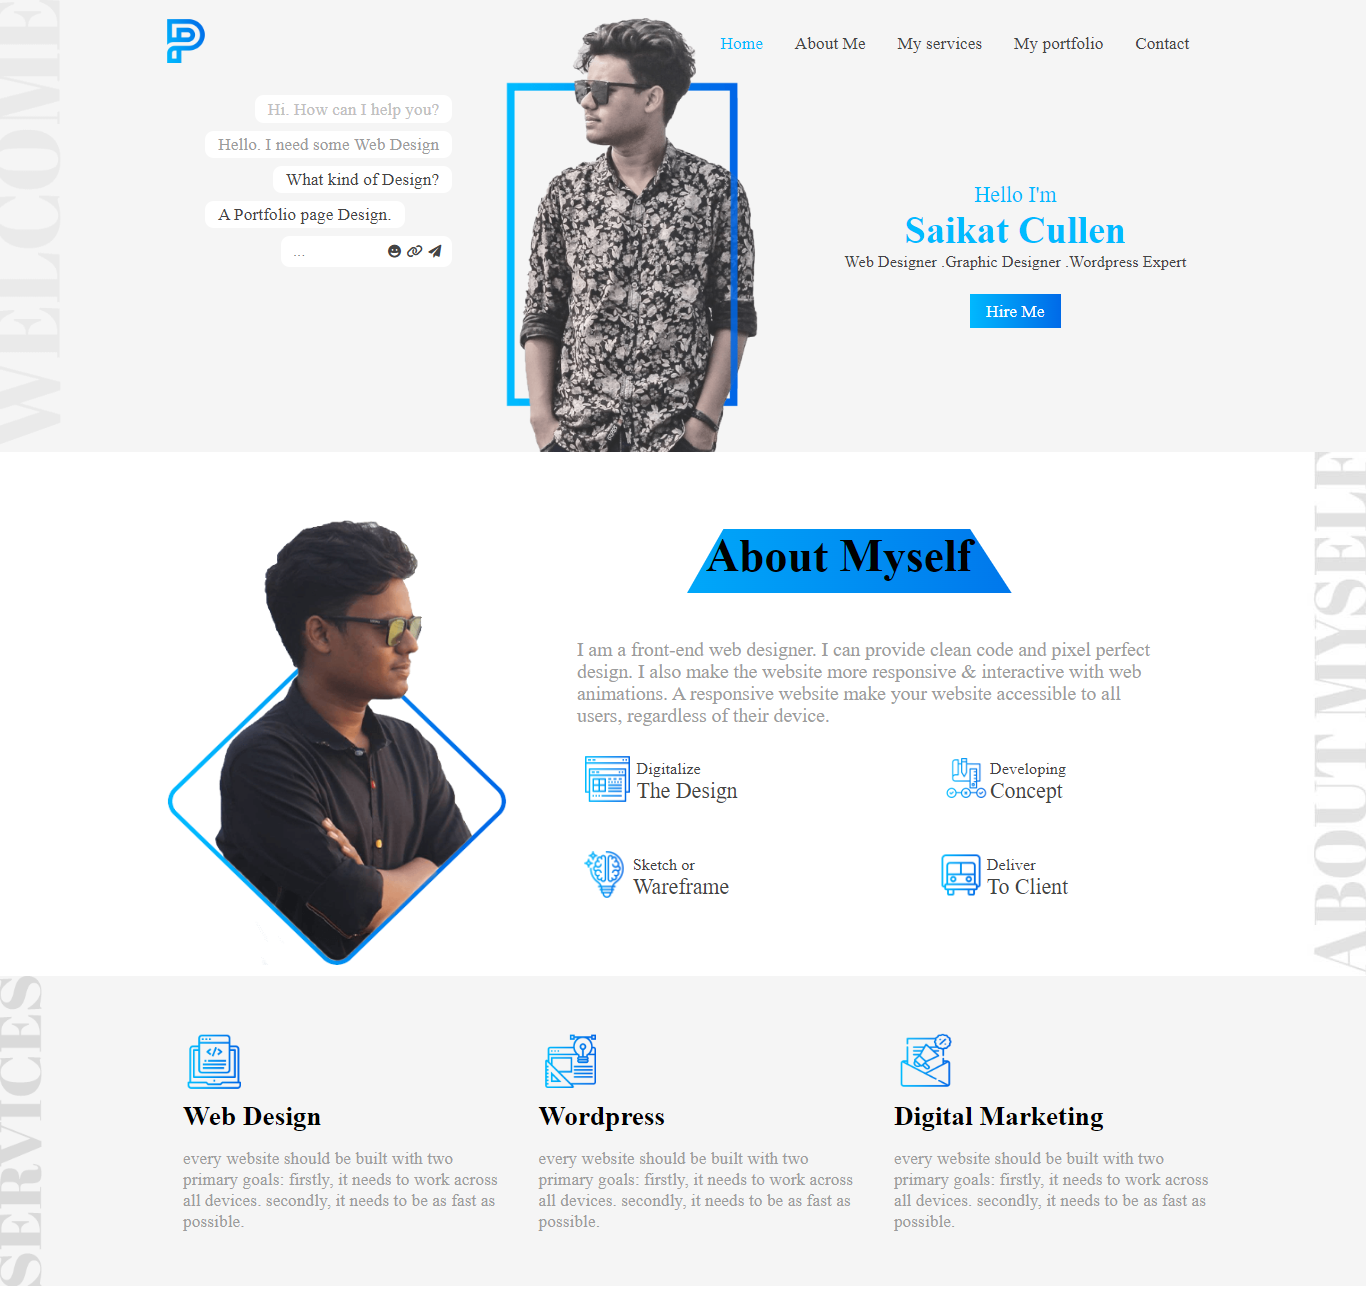 WELCOME
Home About Me My services My portfolio Contact
Hi. How can I help you?
Hello. I need some Web Design
What kind of Design?
A Portfolio page Design.
...
Hello I'm
Saikat Cullen
Web Designer .Graphic Designer .Wordpress Expert
Hire Me
ABOUT MYSELF
About Myself
I am a front-end web designer. I can provide clean code and pixel perfect
design. I also make the website more responsive & interactive with web
animations. A responsive website make your website accessible to all
users, regardless of their device.
Digitalize
The Design
Developing
Concept
Sketch or
Wareframe
Deliver
To Client
SERVICES
Web Design
every website should be built with two
primary goals: firstly, it needs to work across
all devices. secondly, it needs to be as fast as
possible.
Wordpress
every website should be built with two
primary goals: firstly, it needs to work across
all devices. secondly, it needs to be as fast as
possible.
Digital Marketing
every website should be built with two
primary goals: firstly, it needs to work across
all devices. secondly, it needs to be as fast as
possible.